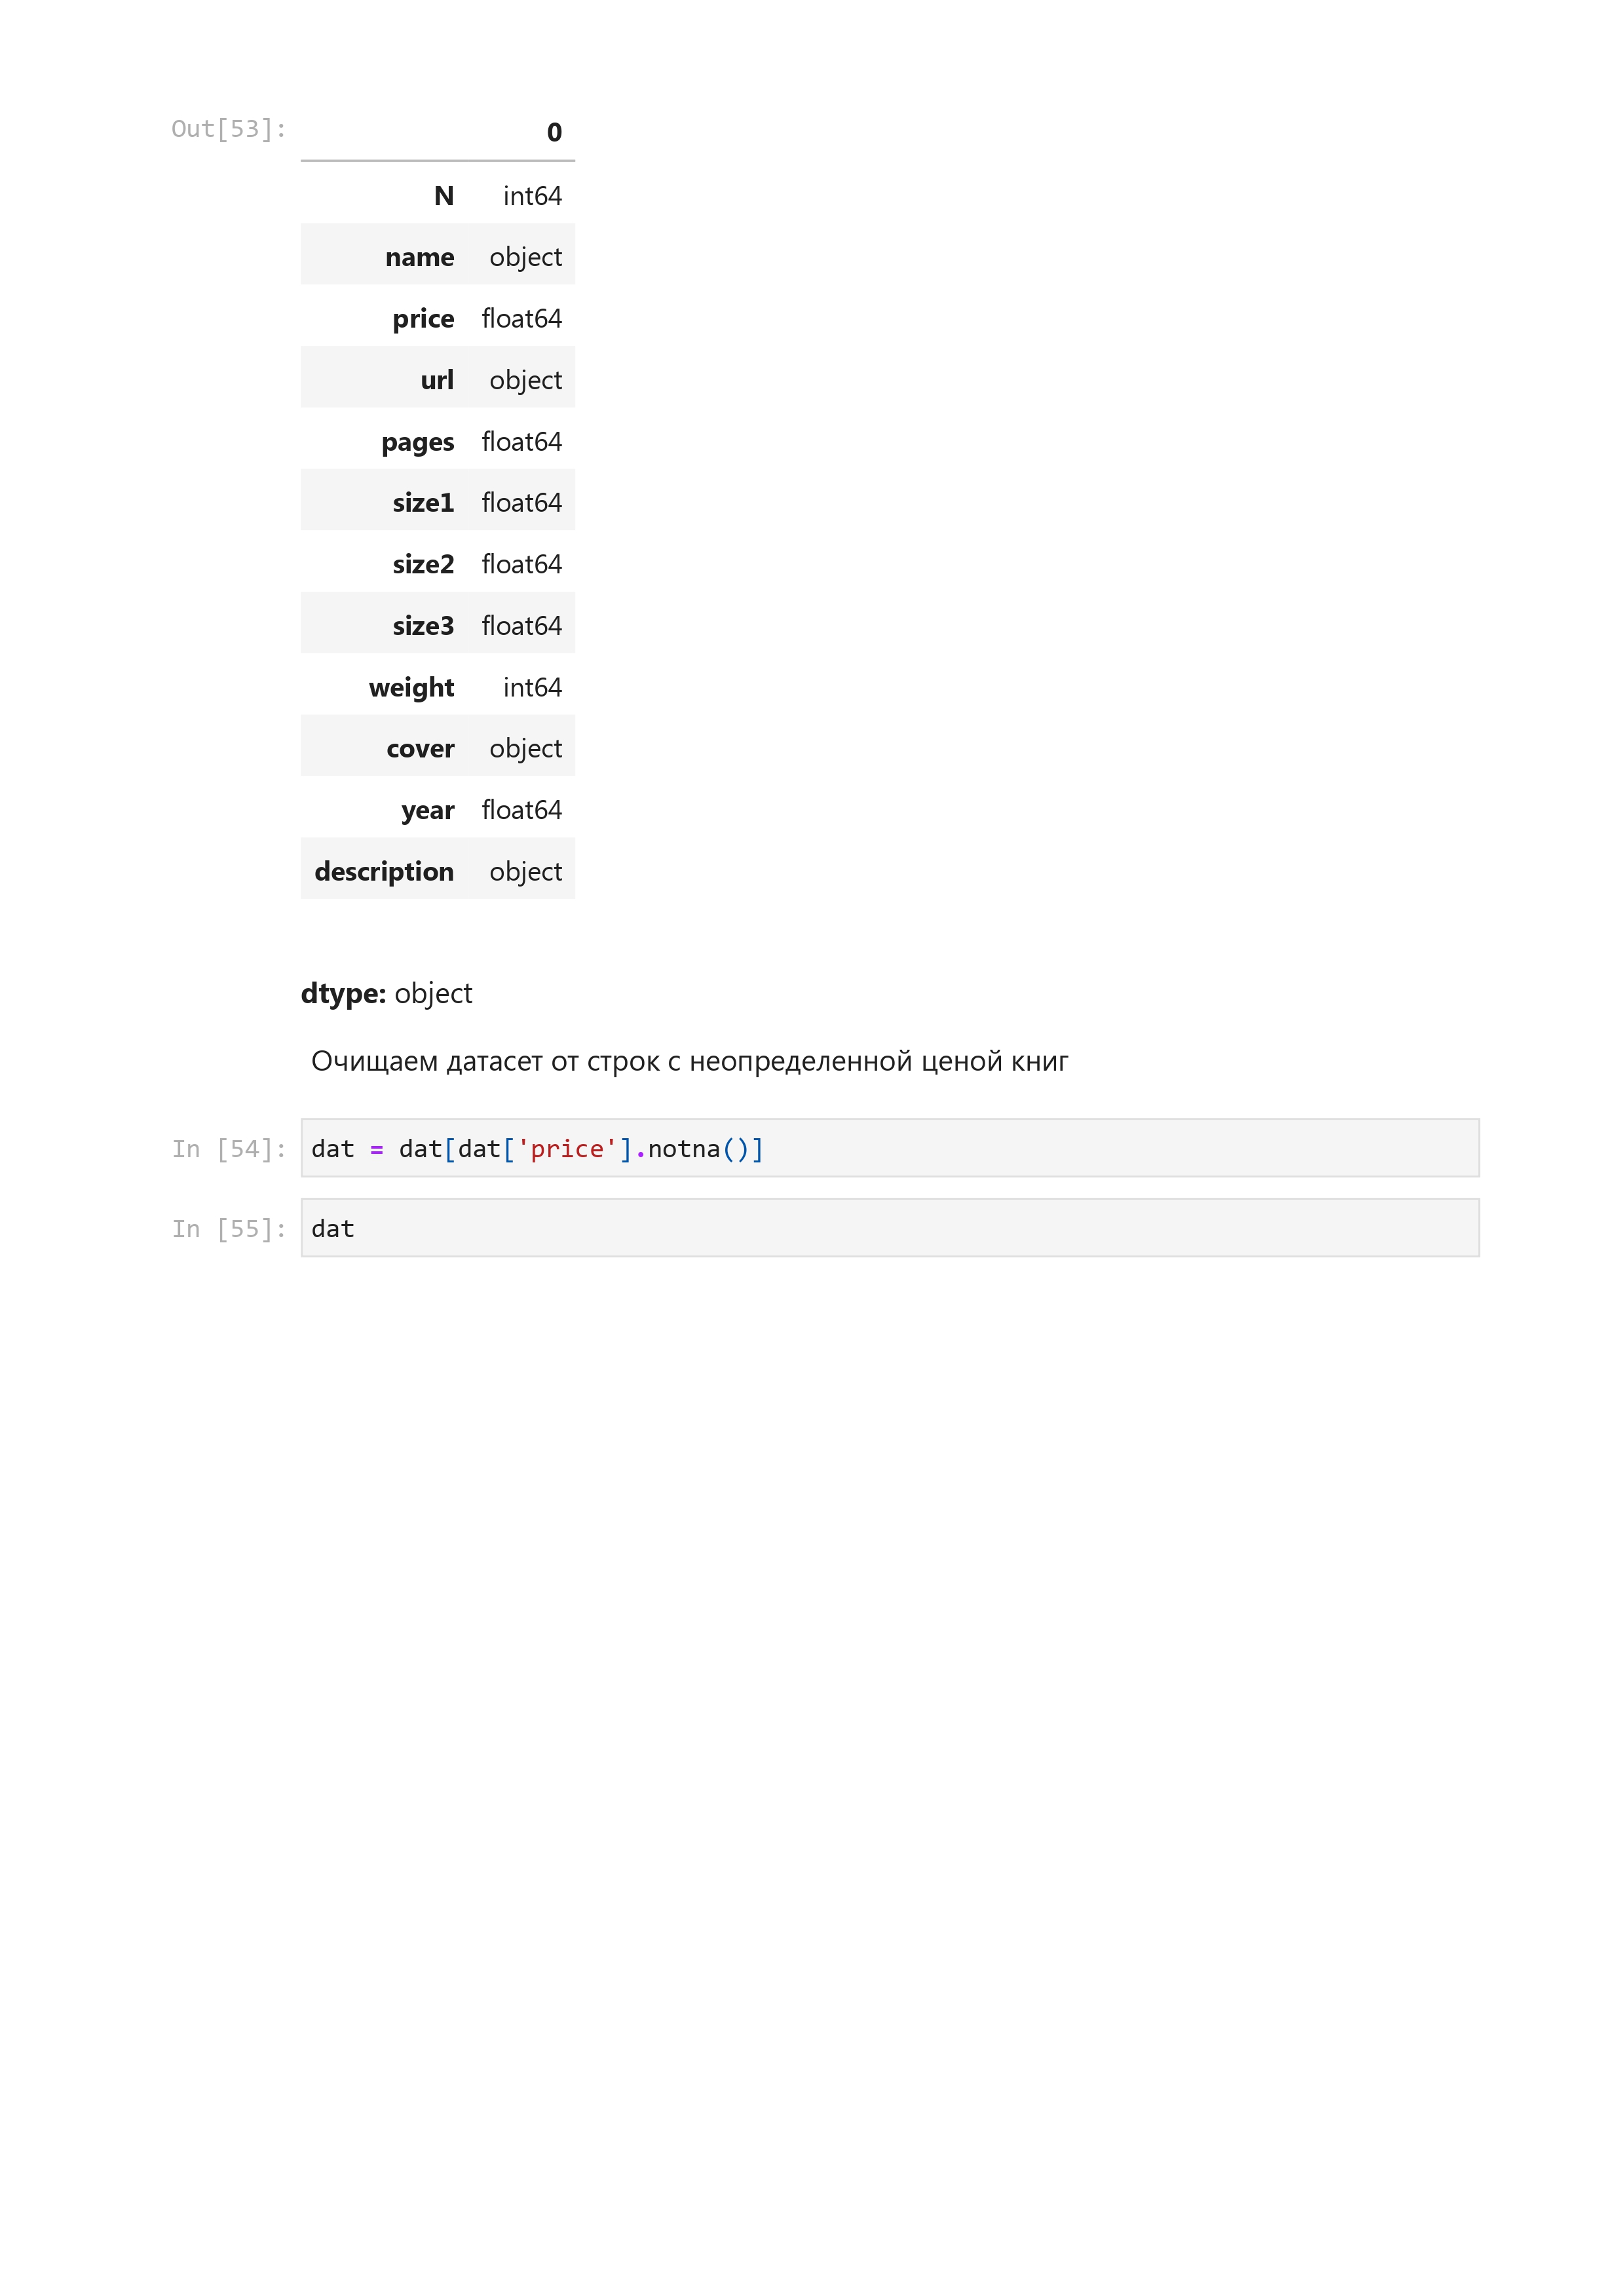 Out[53]: 0
N int64
name object
price float64
url object
pages float64
size1 float64
size2 float64
size3 float64
weight int64
cover object
year float64
description object
dtype: object
Очищаем датасет от строк с неопределенной ценой книг
In [54]: dat = dat[dat['price'].notna()]
In [55]: dat